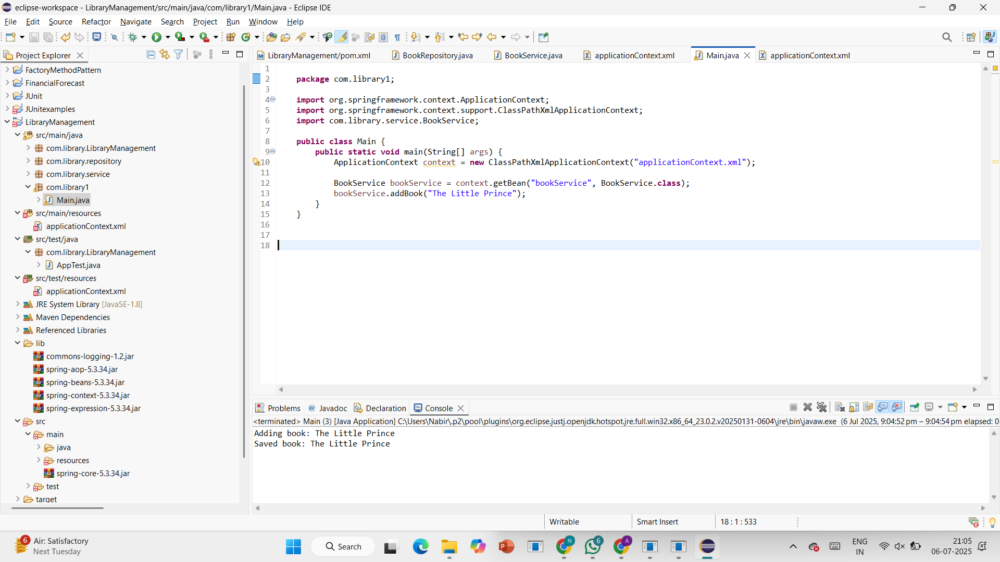 eclipse-workspace - LibraryManagement/src/main/java/com/library1/Main.java - Eclipse IDE
File Edit Source Refactor Navigate Search Project Run Window Help
Project Explorer
FactoryMethodPattern
FinancialForecast
JUnit
JUnitexamples
LibraryManagement
src/main/java
com.library.LibraryManagement
com.library.repository
com.library.service
com.library1
Main.java
src/main/resources
applicationContext.xml
src/test/java
com.library.LibraryManagement
AppTest.java
src/test/resources
applicationContext.xml
JRE System Library [JavaSE-1.8]
Maven Dependencies
Referenced Libraries
lib
commons-logging-1.2.jar
spring-aop-5.3.34.jar
spring-beans-5.3.34.jar
spring-context-5.3.34.jar
spring-expression-5.3.34.jar
src
main
java
resources
spring-core-5.3.34.jar
test
target
LibraryManagement/pom.xml BookRepository.java BookService.java applicationContext.xml Main.java applicationContext.xml
1
2 package com.library1;
3
4 import org.springframework.context.ApplicationContext;
5 import org.springframework.context.support.ClassPathXmlApplicationContext;
6 import com.library.service.BookService;
7
8 public class Main {
9 public static void main(String[] args) {
10 ApplicationContext context = new ClassPathXmlApplicationContext("applicationContext.xml");
11
12 BookService bookService = context.getBean("bookService", BookService.class);
13 bookService.addBook("The Little Prince");
14 }
15 }
16
17
18
Problems @ Javadoc Declaration Console
<terminated> Main (3) [Java Application] C:\Users\Nabir\.p2\pool\plugins\org.eclipse.justj.openjdk.hotspot.jre.full.win32.x86_64_23.0.2.v20250131-0604\jre\bin\javaw.exe (6 Jul 2025, 9:04:52 pm – 9:04:54 pm elapsed: 0
Adding book: The Little Prince
Saved book: The Little Prince
Writable Smart Insert 18 : 1 : 533
6 Air: Satisfactory
Next Tuesday
Search
N 6 A
ENG
IN
21:05
06-07-2025